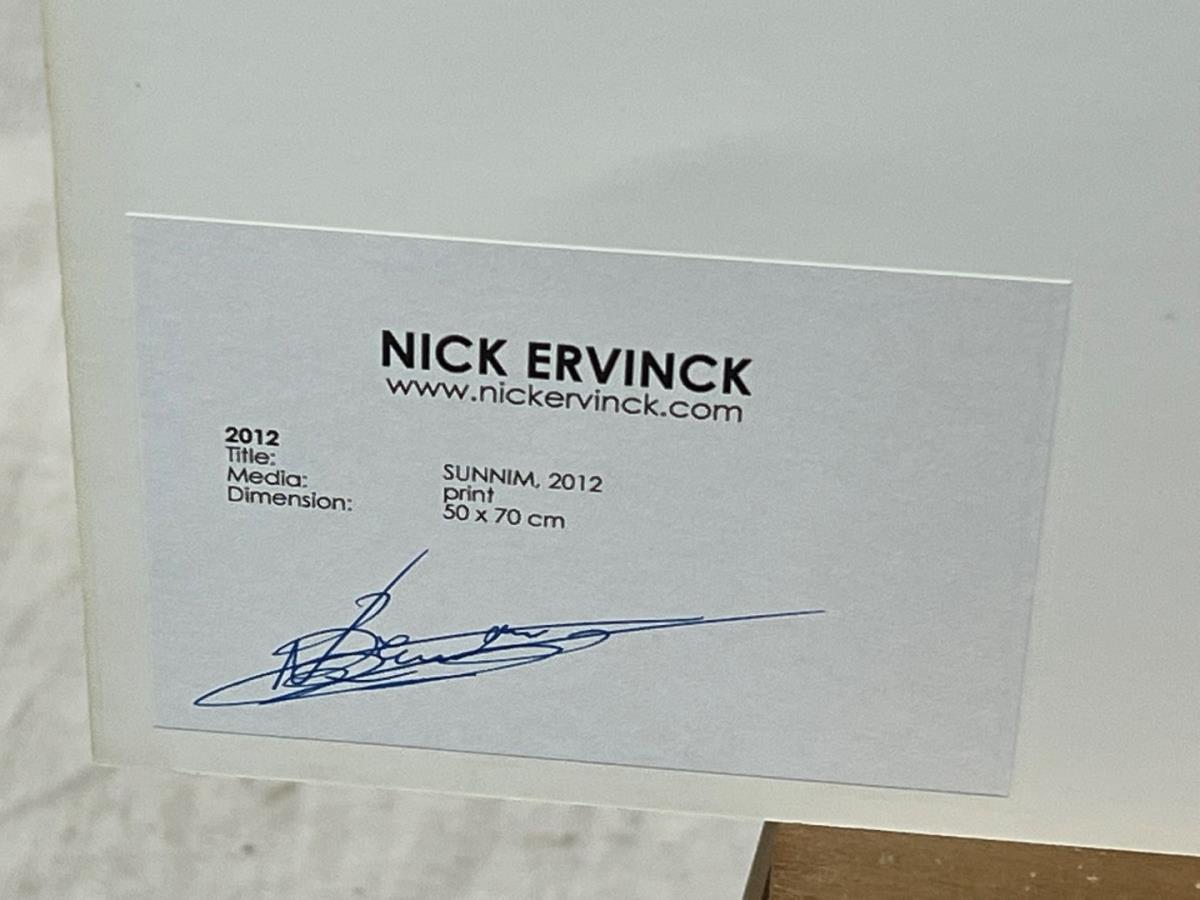 NICK ERVINCK
www.nickervinck.com
2012
Title: SUNNIM, 2012
Media: print
Dimension: 50 x 70 cm